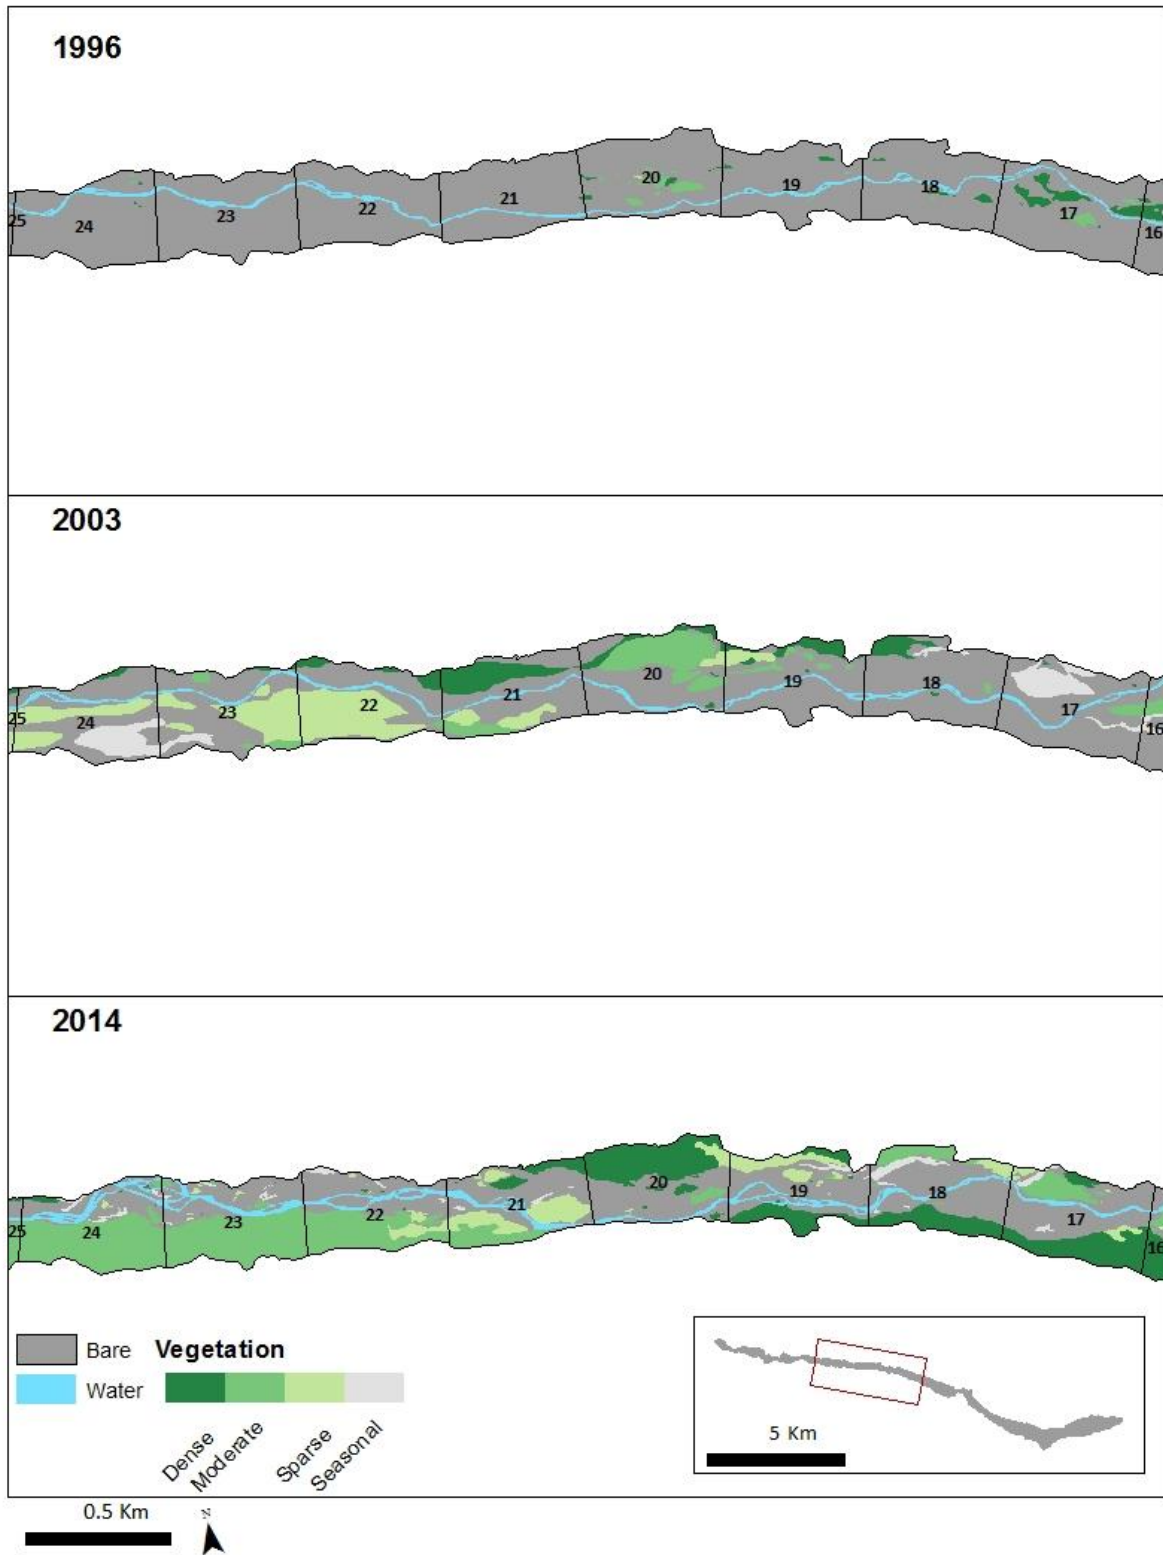 1996
25 24 23 22 21 20 19 18 17 16
2003
25 24 23 22 21 20 19 18 17 16
2014
25 24 23 22 21 20 19 18 17 16
Bare Vegetation
Water
Dense
Moderate
Sparse
Seasonal
5 Km
0.5 Km
N